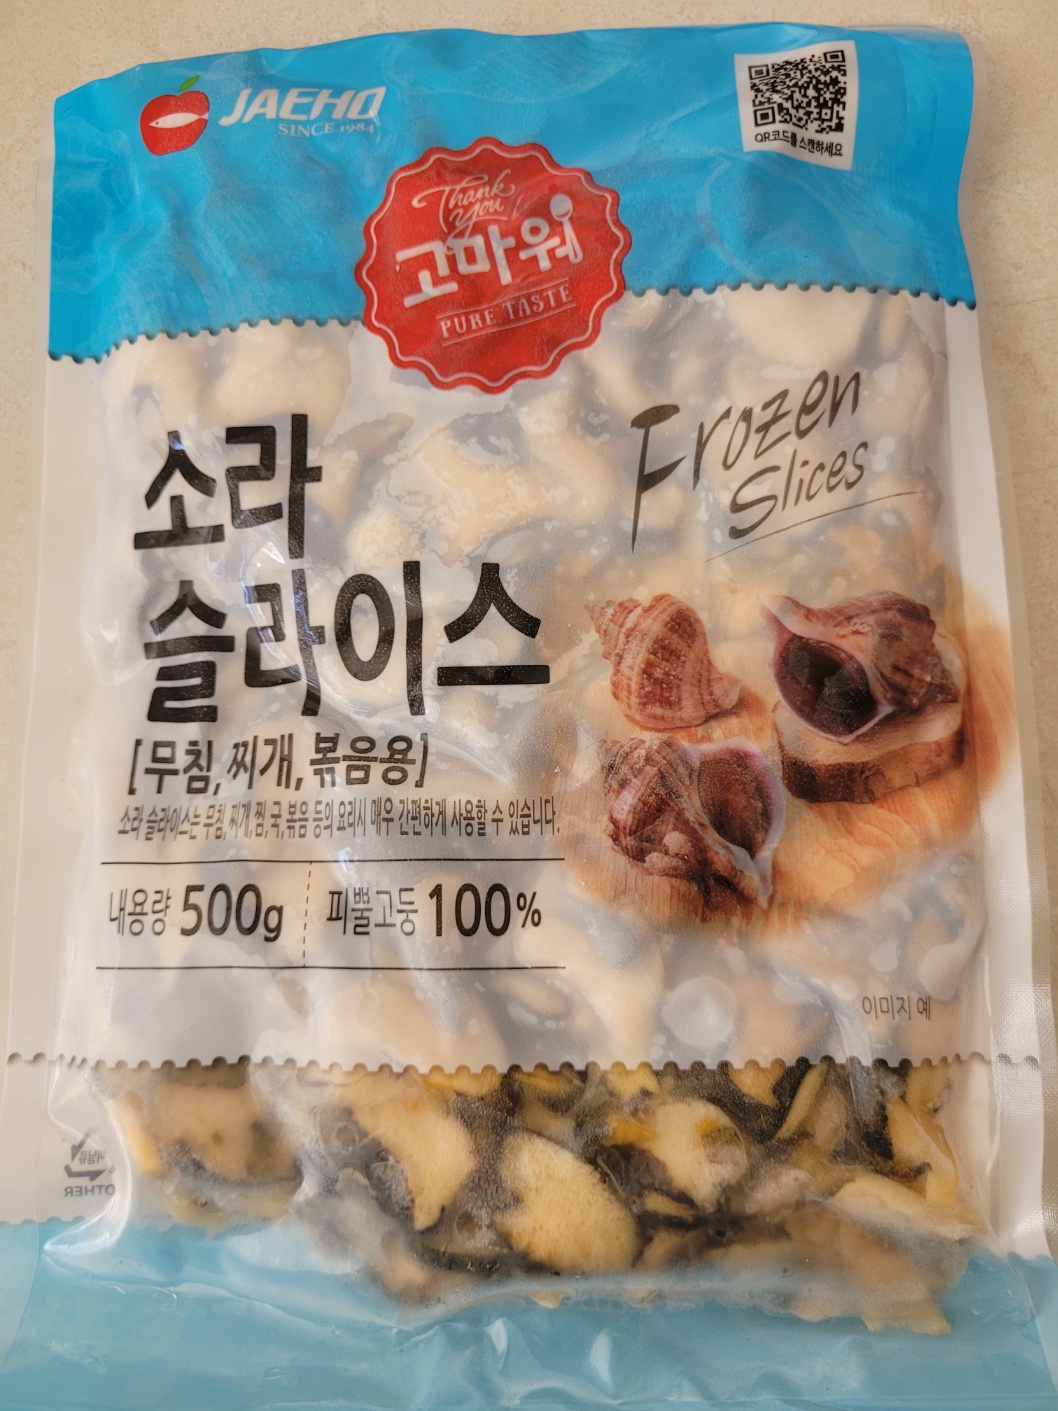 JAEHO
SINCE 1984
QR코드를 스캔하세요
Thank
You
고마워
PURE TASTE
Frozen
Slices
소라
슬라이스
[무침,찌개,볶음용]
소라 슬라이스는 무침, 찌개, 찜, 국, 볶음 등의 요리시 매우 간편하게 사용할 수 있습니다.
내용량 500g
피뿔고둥 100%
이미지 예
OTHER